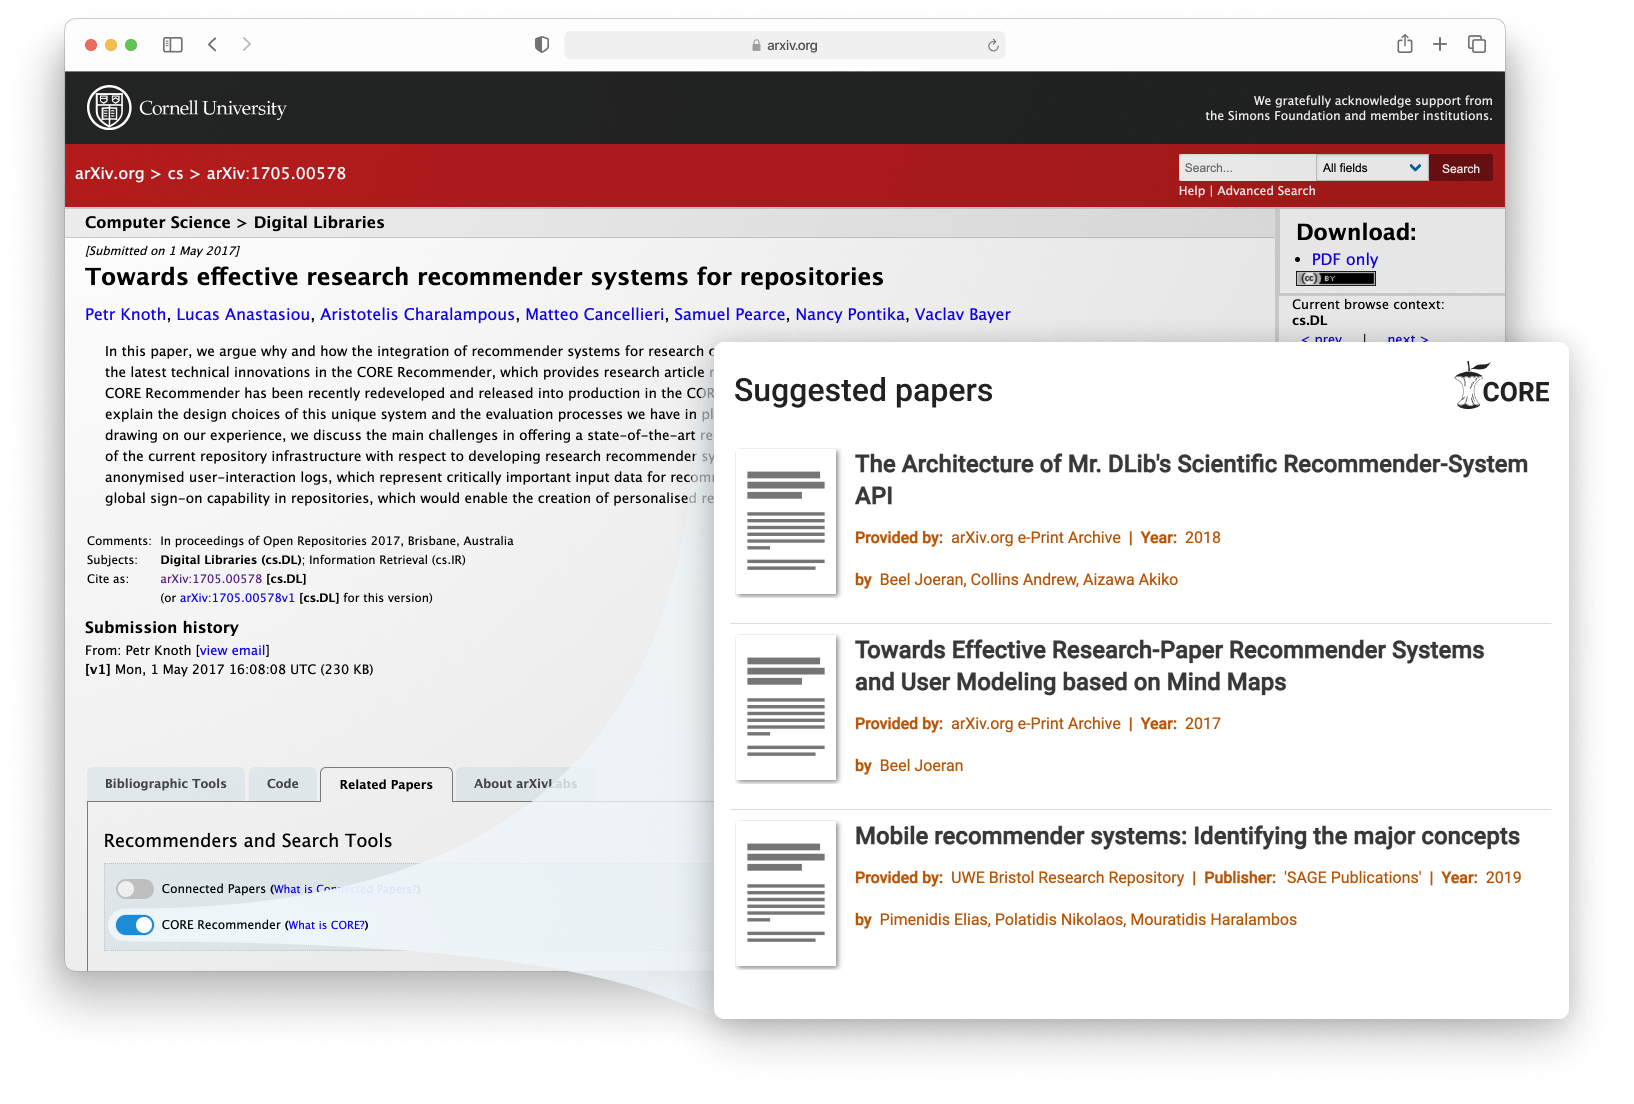 arxiv.org
Cornell University
We gratefully acknowledge support from
the Simons Foundation and member institutions.
arXiv.org > cs > arXiv:1705.00578
Search...
All fields
Search
Help | Advanced Search
Computer Science > Digital Libraries
[Submitted on 1 May 2017]
Towards effective research recommender systems for repositories
Petr Knoth, Lucas Anastasiou, Aristotelis Charalampous, Matteo Cancellieri, Samuel Pearce, Nancy Pontika, Vaclav Bayer
In this paper, we argue why and how the integration of recommender systems for research
the latest technical innovations in the CORE Recommender, which provides research article
CORE Recommender has been recently redeveloped and released into production in the CORE
explain the design choices of this unique system and the evaluation processes we have in
drawing on our experience, we discuss the main challenges in offering a state-of-the-art
of the current repository infrastructure with respect to developing research recommender
anonymised user-interaction logs, which represent critically important input data for
global sign-on capability in repositories, which would enable the creation of personalised
Comments: In proceedings of Open Repositories 2017, Brisbane, Australia
Subjects: Digital Libraries (cs.DL); Information Retrieval (cs.IR)
Cite as: arXiv:1705.00578 [cs.DL]
(or arXiv:1705.00578v1 [cs.DL] for this version)
Submission history
From: Petr Knoth [view email]
[v1] Mon, 1 May 2017 16:08:08 UTC (230 KB)
Download:
• PDF only
(cc) BY
Current browse context:
cs.DL
< prev | next >
Bibliographic Tools
Code
Related Papers
About arXivLabs
Recommenders and Search Tools
Connected Papers (What is Connected Papers?)
CORE Recommender (What is CORE?)
Suggested papers
CORE
The Architecture of Mr. DLib's Scientific Recommender-System
API
Provided by: arXiv.org e-Print Archive | Year: 2018
by Beel Joeran, Collins Andrew, Aizawa Akiko
Towards Effective Research-Paper Recommender Systems
and User Modeling based on Mind Maps
Provided by: arXiv.org e-Print Archive | Year: 2017
by Beel Joeran
Mobile recommender systems: Identifying the major concepts
Provided by: UWE Bristol Research Repository | Publisher: 'SAGE Publications' | Year: 2019
by Pimenidis Elias, Polatidis Nikolaos, Mouratidis Haralambos